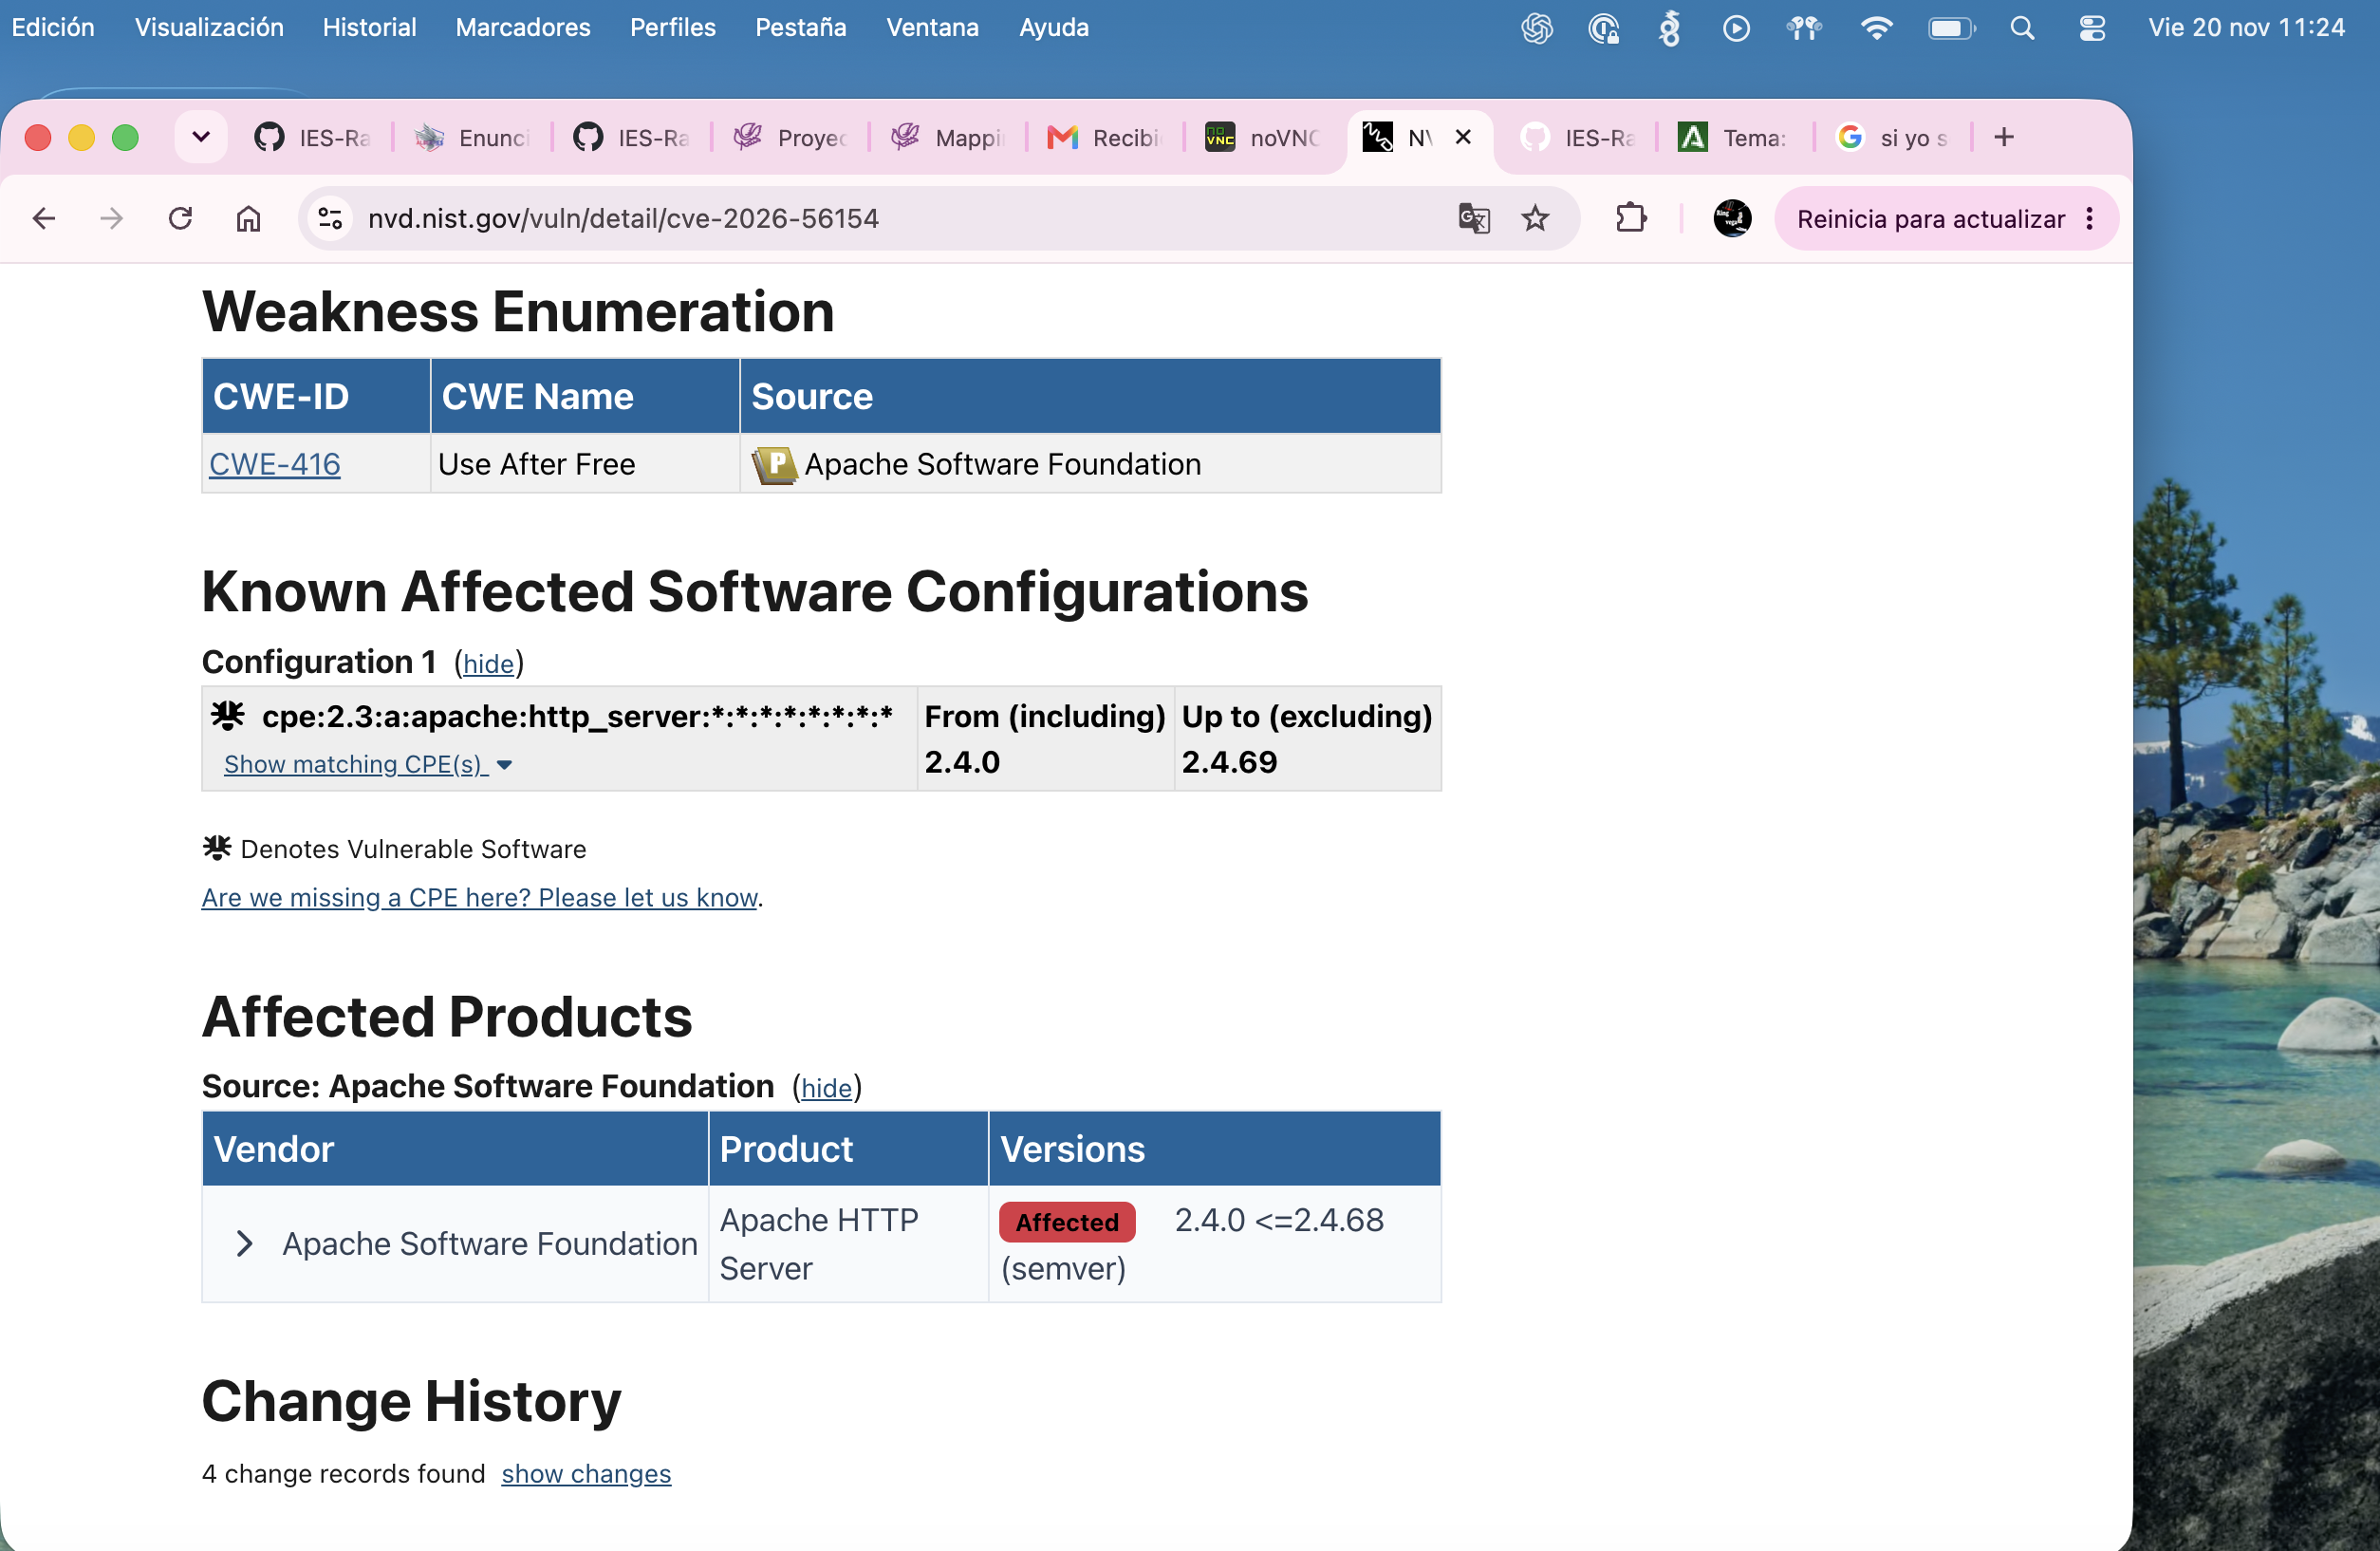 Edición Visualización Historial Marcadores Perfiles Pestaña Ventana Ayuda Vie 20 nov 11:24
IES-Ra Enunci IES-Ra Proyec Mappi Recibi noVNC NV IES-Ra Tema: si yo s
nvd.nist.gov/vuln/detail/cve-2026-56154 Reinicia para actualizar
Weakness Enumeration
CWE-ID CWE Name Source
CWE-416 Use After Free Apache Software Foundation
Known Affected Software Configurations
Configuration 1 (hide)
cpe:2.3:a:apache:http_server:*:*:*:*:*:*:*:* From (including) Up to (excluding)
Show matching CPE(s) 2.4.0 2.4.69
Denotes Vulnerable Software
Are we missing a CPE here? Please let us know.
Affected Products
Source: Apache Software Foundation (hide)
Vendor Product Versions
Apache Software Foundation Apache HTTP Server Affected 2.4.0 <=2.4.68 (semver)
Change History
4 change records found show changes